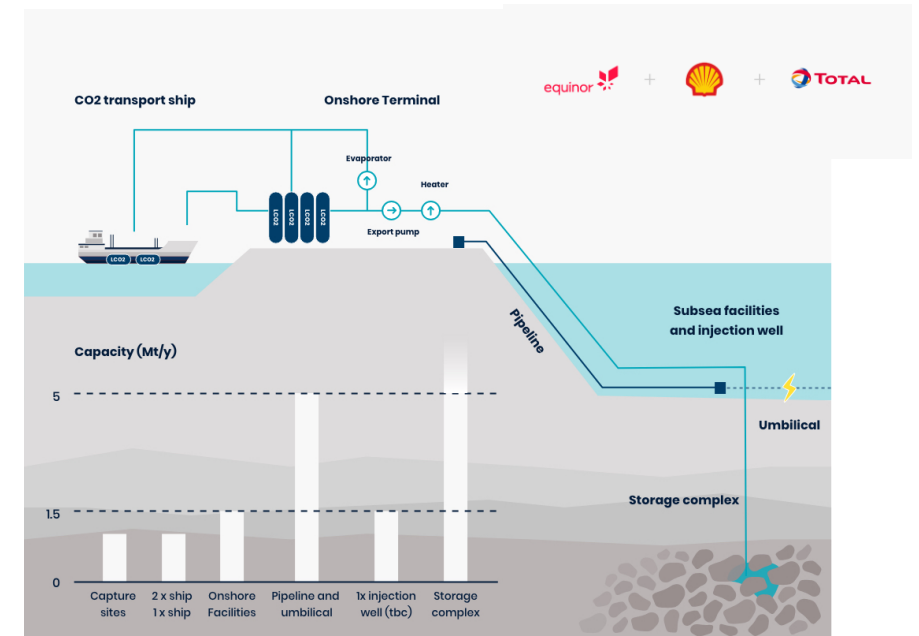 equinor
TOTAL
CO2 transport ship
Onshore Terminal
Evaporator
Heater
LCO2
LCO2
LCO2
LCO2
Export pump
LCO2
LCO2
Pipeline
Subsea facilities
and injection well
Capacity (Mt/y)
5
Umbilical
Storage complex
1.5
0
Capture
sites
2 x ship
1 x ship
Onshore
Facilities
Pipeline and
umbilical
1x injection
well (tbc)
Storage
complex